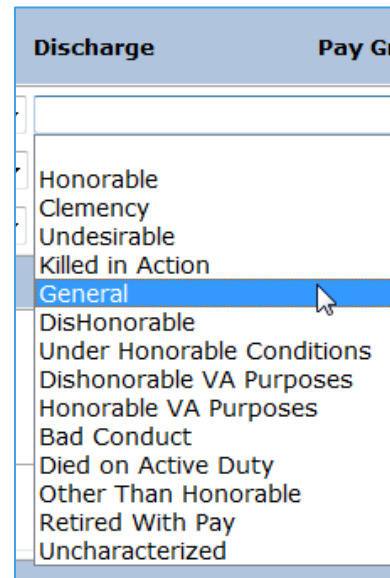 Discharge Pay Gr
Honorable
Clemency
Undesirable
Killed in Action
General
DisHonorable
Under Honorable Conditions
Dishonorable VA Purposes
Honorable VA Purposes
Bad Conduct
Died on Active Duty
Other Than Honorable
Retired With Pay
Uncharacterized